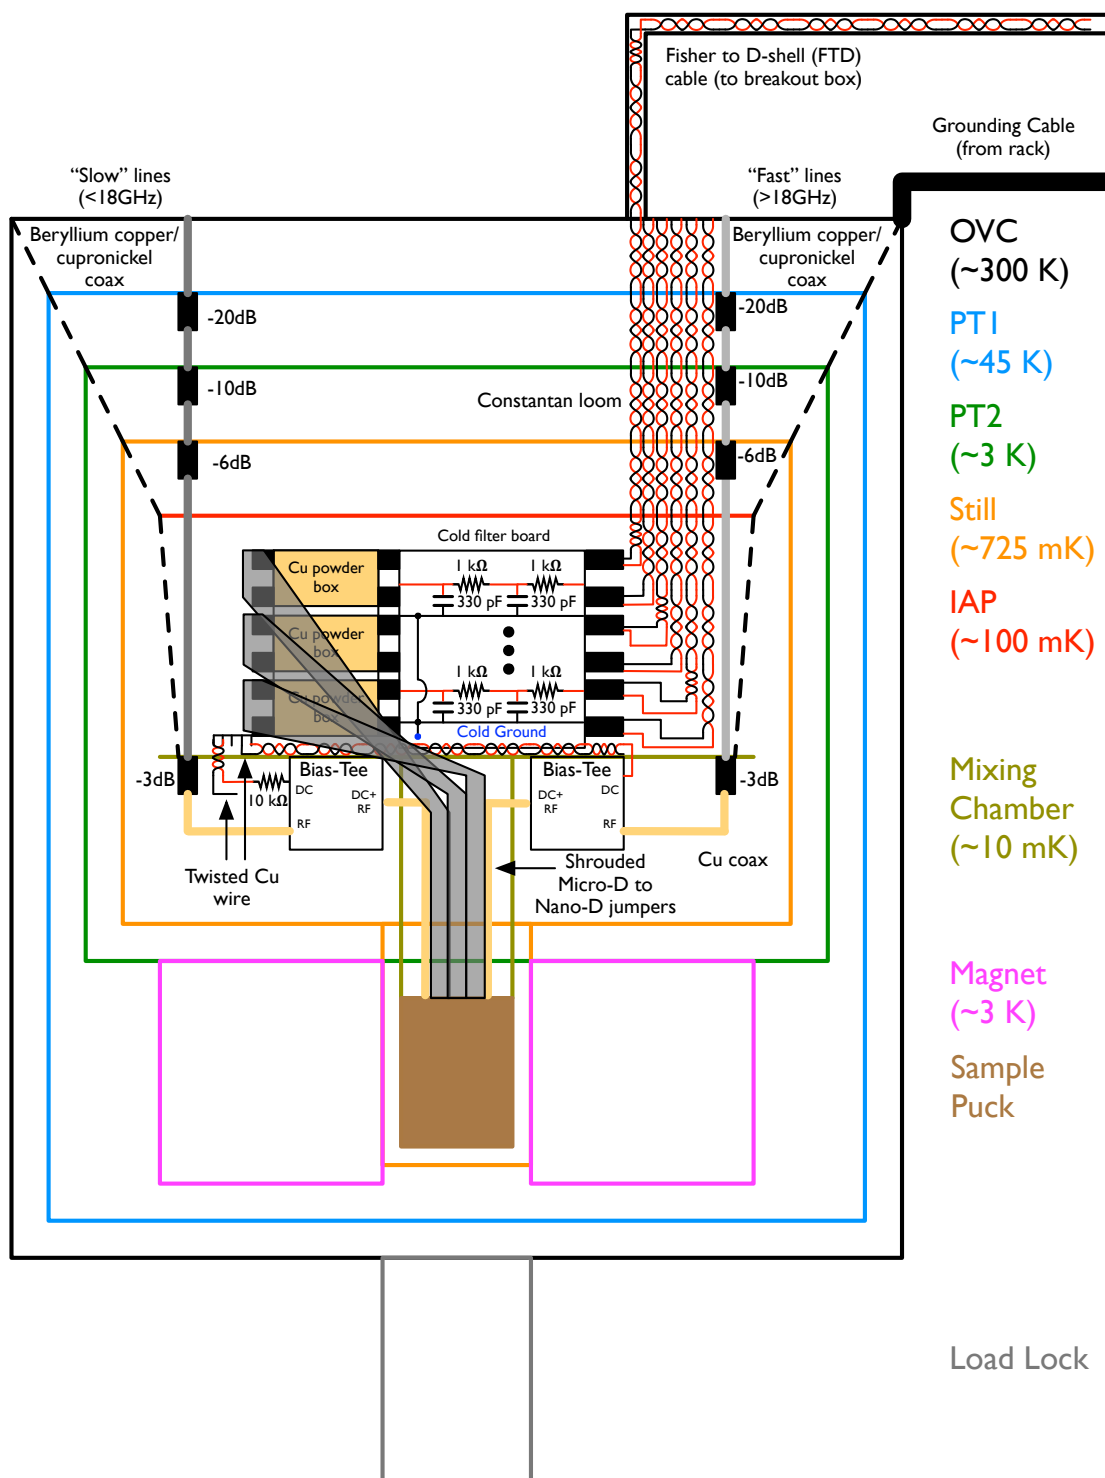 Fisher to D-shell (FTD)
cable (to breakout box)
Grounding Cable
(from rack)
“Slow” lines
(<18GHz)
“Fast” lines
(>18GHz)
Beryllium copper/
cupronickel
coax
Beryllium copper/
cupronickel
coax
OVC
(~300 K)
-20dB
-20dB
PT1
(~45 K)
-10dB
-10dB
Constantan loom
PT2
(~3 K)
-6dB
-6dB
Still
(~725 mK)
Cold filter board
Cu powder
box
1 kΩ
1 kΩ
330 pF
330 pF
IAP
(~100 mK)
Cu powder
box
1 kΩ
1 kΩ
Cu powder
box
330 pF
330 pF
Cold Ground
-3dB
10 kΩ
Bias-Tee
DC
DC+
RF
RF
Bias-Tee
DC
DC+
RF
RF
-3dB
Mixing
Chamber
(~10 mK)
Twisted Cu
wire
Shrouded
Micro-D to
Nano-D jumpers
Cu coax
Magnet
(~3 K)
Sample
Puck
Load Lock